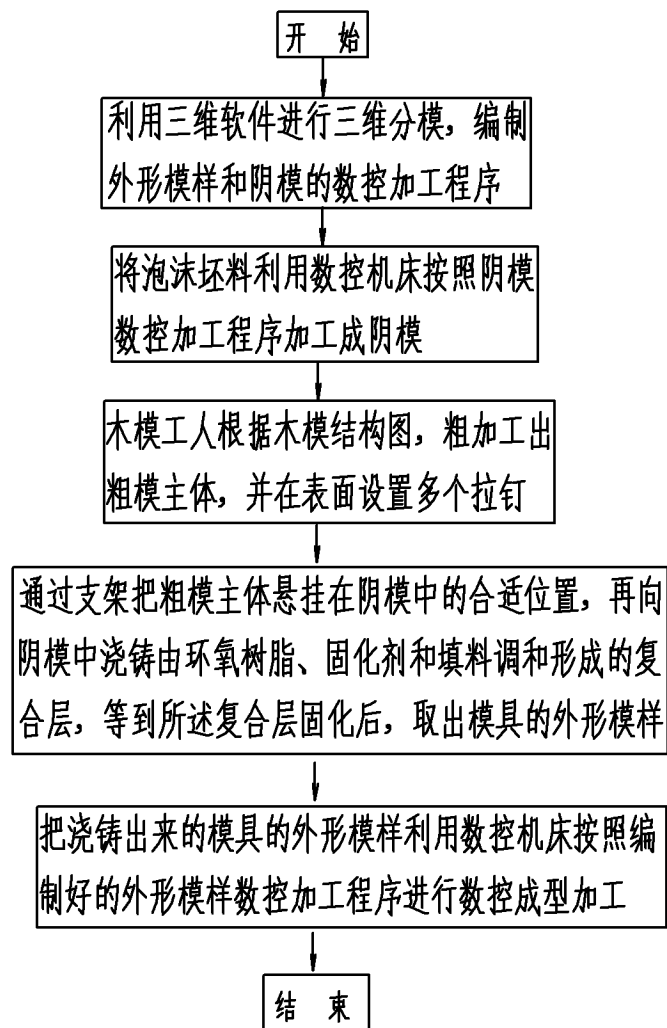 开 始
利用三维软件进行三维分模，编制
外形模样和阴模的数控加工程序
将泡沫坯料利用数控机床按照阴模
数控加工程序加工成阴模
木模工人根据木模结构图，粗加工出
粗模主体，并在表面设置多个拉钉
通过支架把粗模主体悬挂在阴模中的合适位置，再向
阴模中浇铸由环氧树脂、固化剂和填料调和形成的复
合层，等到所述复合层固化后，取出模具的外形模样
把浇铸出来的模具的外形模样利用数控机床按照编
制好的外形模样数控加工程序进行数控成型加工
结 束